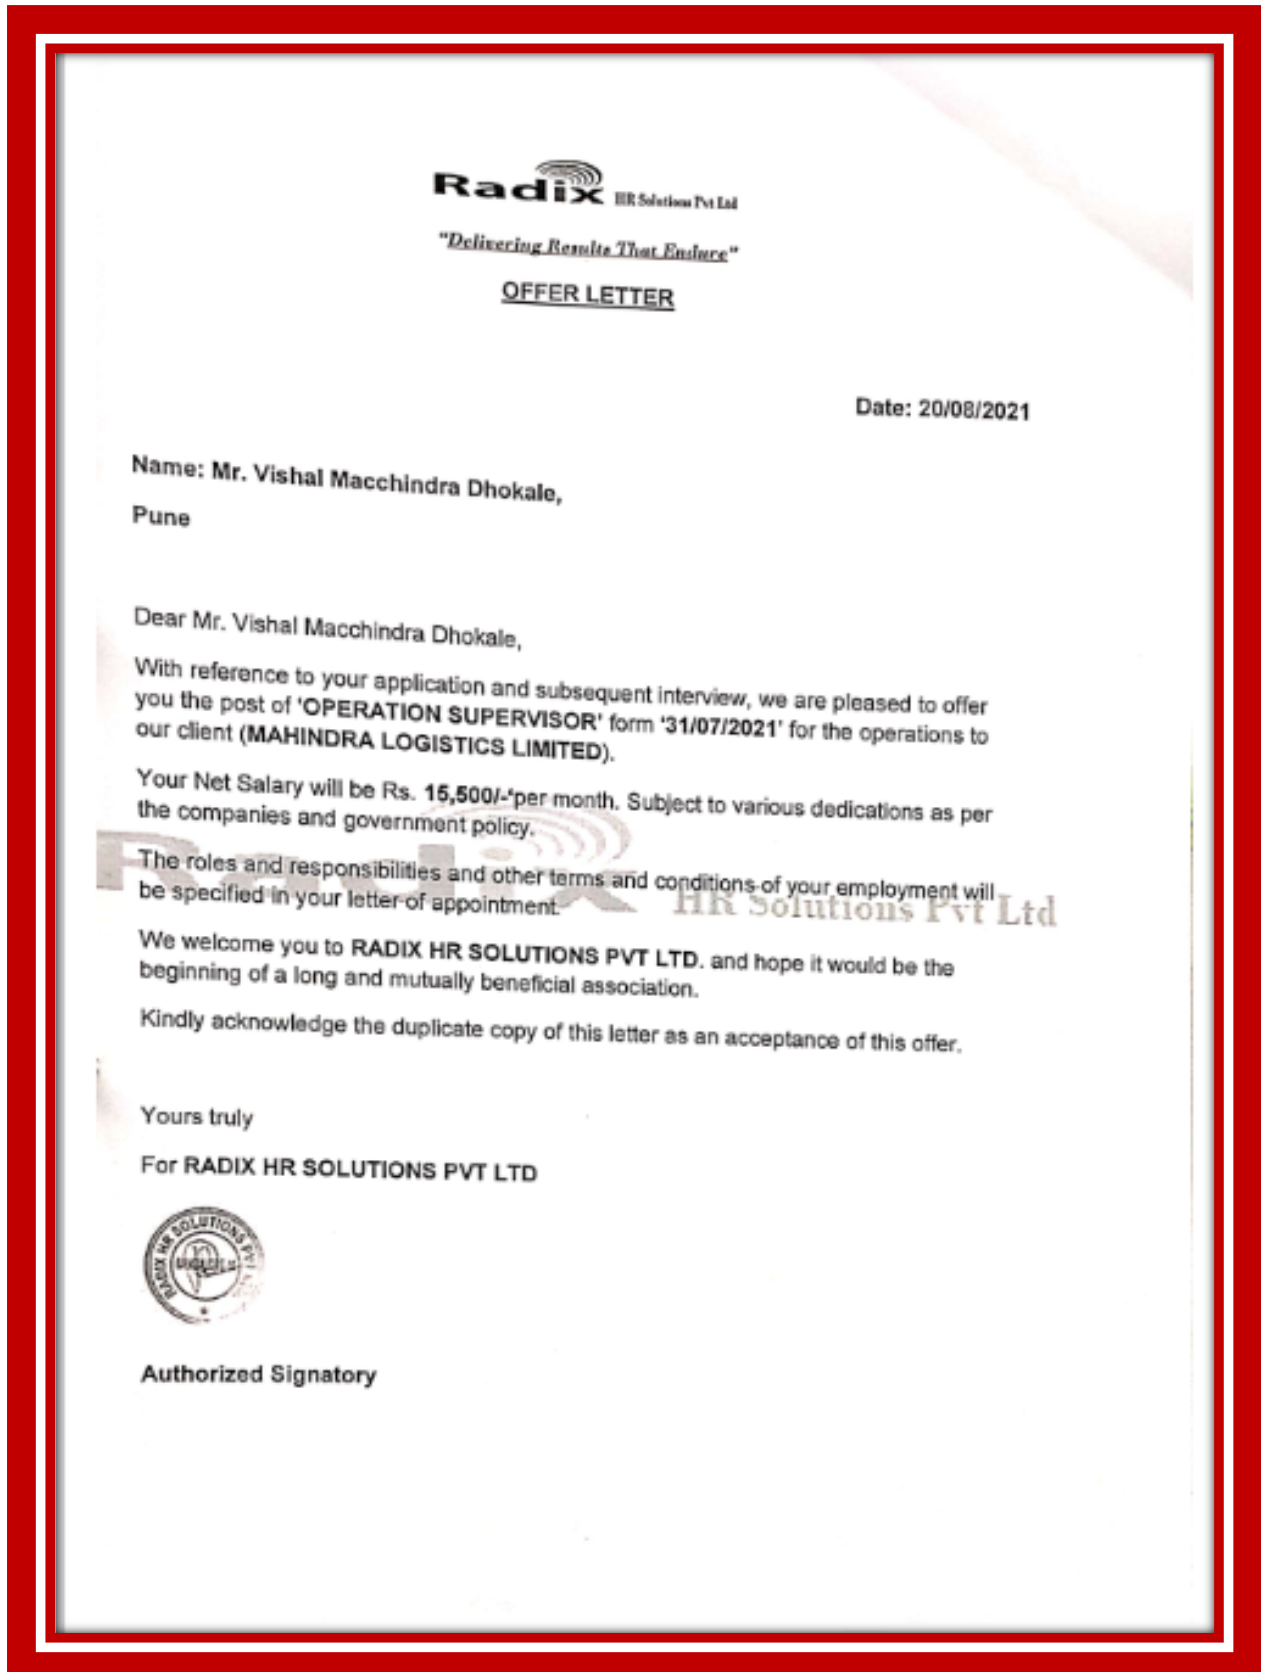 Radix HR Solutions Pvt Ltd
"Delivering Results That Endure"
OFFER LETTER
Date: 20/08/2021
Name: Mr. Vishal Macchindra Dhokale,
Pune
Dear Mr. Vishal Macchindra Dhokale,
With reference to your application and subsequent interview, we are pleased to offer
you the post of 'OPERATION SUPERVISOR' form '31/07/2021' for the operations to
our client (MAHINDRA LOGISTICS LIMITED).
Your Net Salary will be Rs. 15,500/-'per month. Subject to various dedications as per
the companies and government policy.
Radix HR Solutions Pvt Ltd
The roles and responsibilities and other terms and conditions of your employment will
be specified in your letter of appointment.
We welcome you to RADIX HR SOLUTIONS PVT LTD. and hope it would be the
beginning of a long and mutually beneficial association.
Kindly acknowledge the duplicate copy of this letter as an acceptance of this offer.
Yours truly
For RADIX HR SOLUTIONS PVT LTD
RADIX HR SOLUTIONS PVT
Authorized Signatory